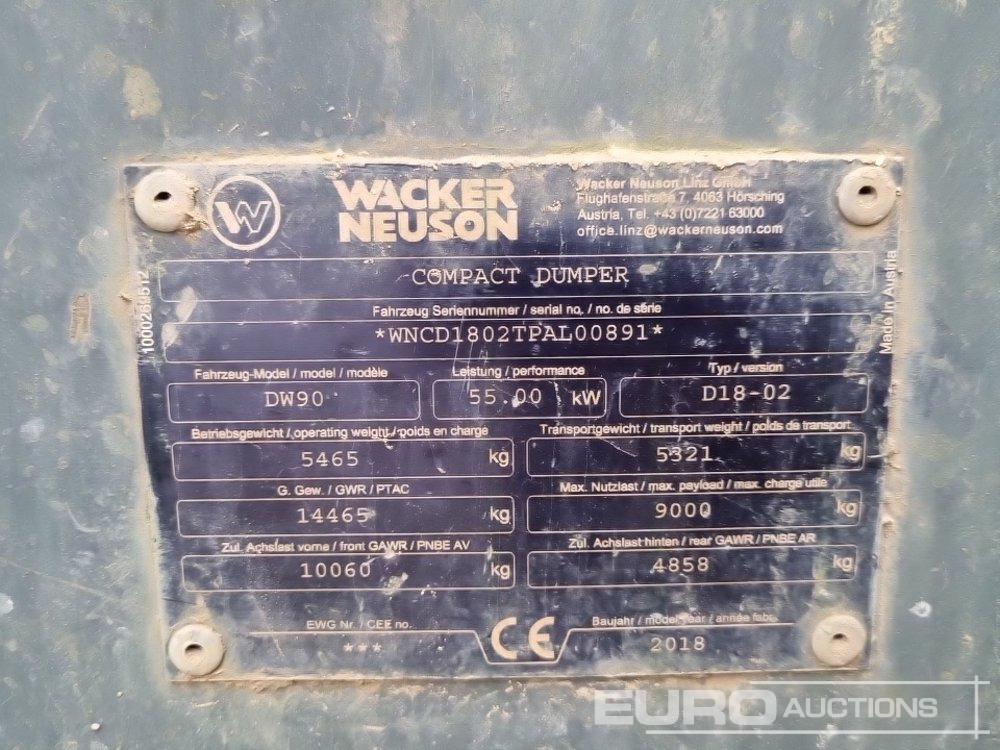 W
WACKER
NEUSON
Wacker Neuson Linz GmbH
Flughafenstraße 7, 4063 Hörsching
Austria, Tel. +43 (0)7221 63000
office.linz@wackerneuson.com
COMPACT DUMPER
Fahrzeug Seriennummer / serial no. / no. de série
*WNCD1802TPAL00891*
Fahrzeug-Model / model / modèle
Leistung / performance
Typ / version
DW90
55.00 kW
D18-02
Betriebsgewicht / operating weight / poids en charge
Transportgewicht / transport weight / poids de transport
5465 kg
5321 kg
G. Gew. / GWR / PTAC
Max. Nutzlast / max. payload / max. charge utile
14465 kg
9000 kg
Zul. Achslast vorne / front GAWR / PNBE AV
Zul. Achslast hinten / rear GAWR / PNBE AR
10060 kg
4858 kg
EWG Nr. / CEE no.
***
CE
Baujahr / model year / année fabr.
2018
Made in Austria
EURO AUCTIONS